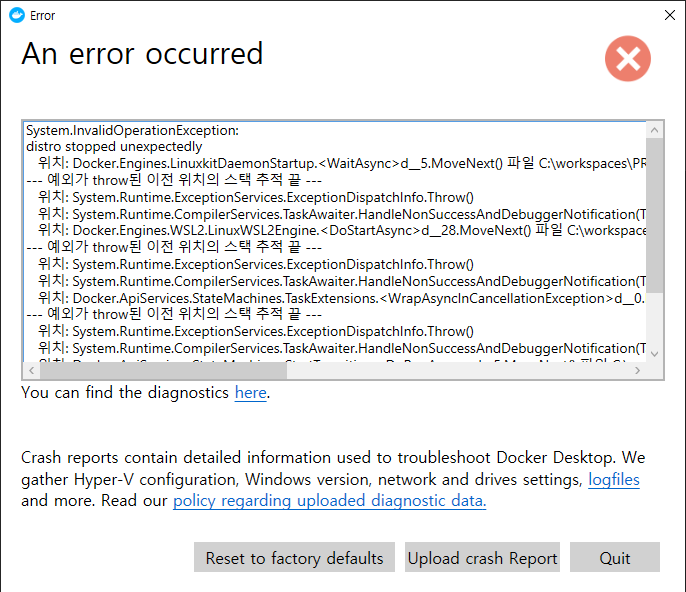 Error
An error occurred
System.InvalidOperationException:
distro stopped unexpectedly
위치: Docker.Engines.LinuxkitDaemonStartup.<WaitAsync>d__5.MoveNext() 파일 C:\workspaces\PR
--- 예외가 throw된 이전 위치의 스택 추적 끝 ---
위치: System.Runtime.ExceptionServices.ExceptionDispatchInfo.Throw()
위치: System.Runtime.CompilerServices.TaskAwaiter.HandleNonSuccessAndDebuggerNotification(T
위치: Docker.Engines.WSL2.LinuxWSL2Engine.<DoStartAsync>d__28.MoveNext() 파일 C:\workspace
--- 예외가 throw된 이전 위치의 스택 추적 끝 ---
위치: System.Runtime.ExceptionServices.ExceptionDispatchInfo.Throw()
위치: System.Runtime.CompilerServices.TaskAwaiter.HandleNonSuccessAndDebuggerNotification(T
위치: Docker.ApiServices.StateMachines.TaskExtensions.<WrapAsyncInCancellationException>d__0.
--- 예외가 throw된 이전 위치의 스택 추적 끝 ---
위치: System.Runtime.ExceptionServices.ExceptionDispatchInfo.Throw()
위치: System.Runtime.CompilerServices.TaskAwaiter.HandleNonSuccessAndDebuggerNotification(T
You can find the diagnostics here.
Crash reports contain detailed information used to troubleshoot Docker Desktop. We
gather Hyper-V configuration, Windows version, network and drives settings, logfiles
and more. Read our policy regarding uploaded diagnostic data.
Reset to factory defaults
Upload crash Report
Quit